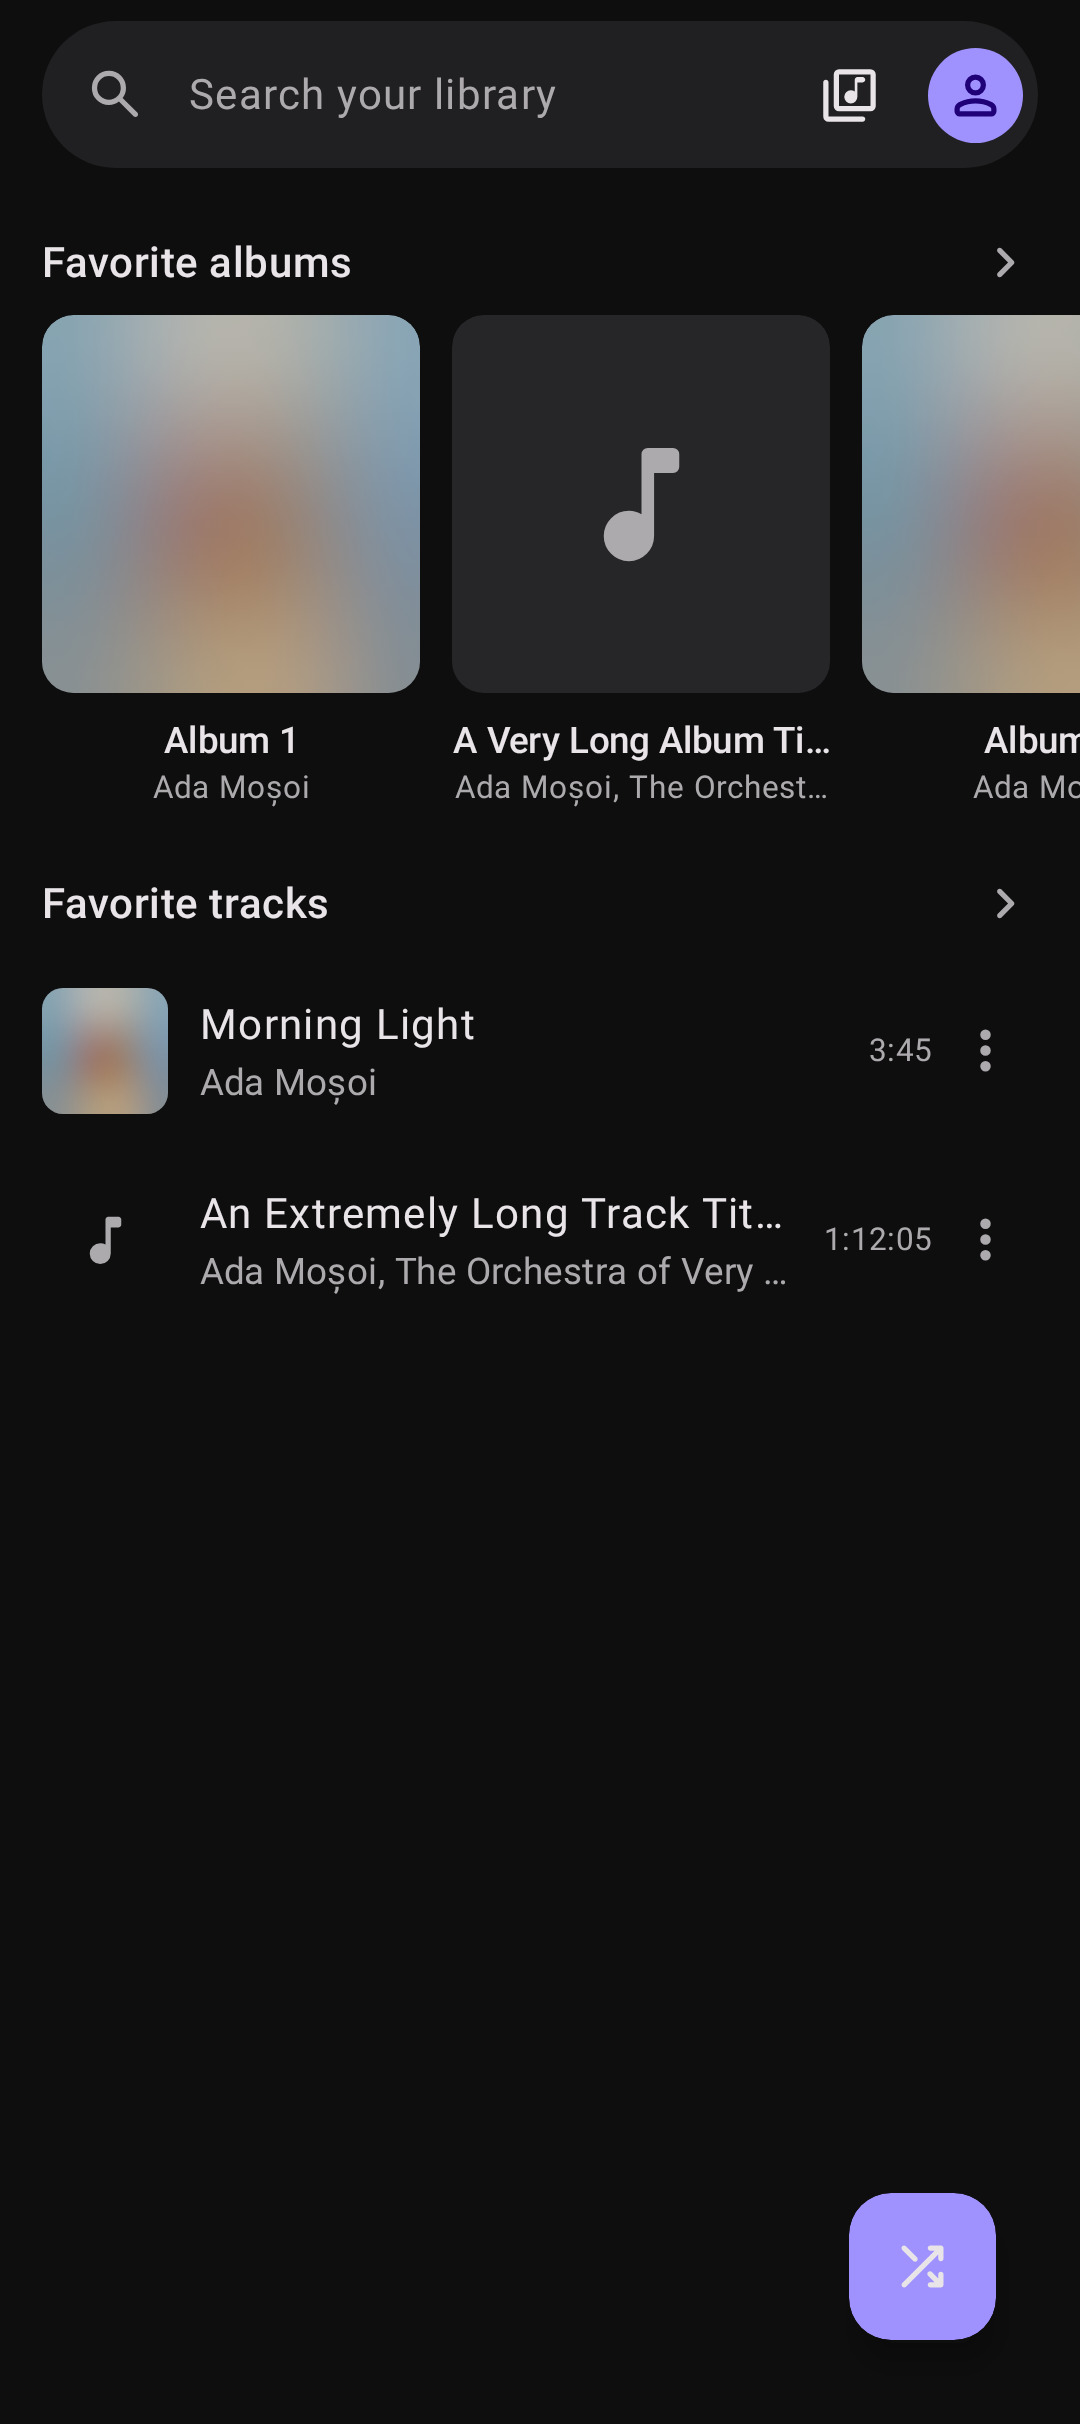 Search your library
Favorite albums
Album 1
Ada Moșoi
A Very Long Album Ti...
Ada Moșoi, The Orchest...
Album
Ada Mo
Favorite tracks
Morning Light
Ada Moșoi
3:45
An Extremely Long Track Tit...
Ada Moșoi, The Orchestra of Very ...
1:12:05